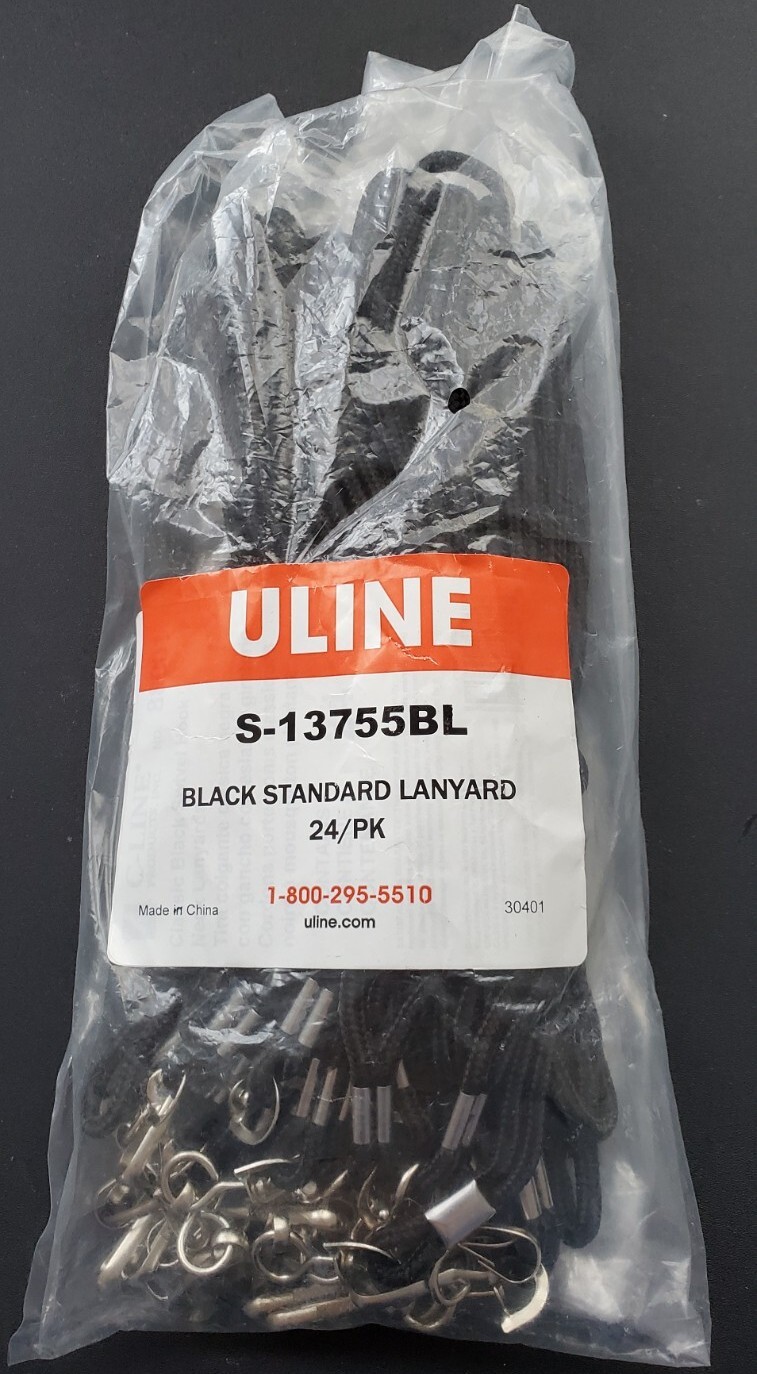 ULINE
S-13755BL
BLACK STANDARD LANYARD
24/PK
1-800-295-5510
Made in China
uline.com
30401